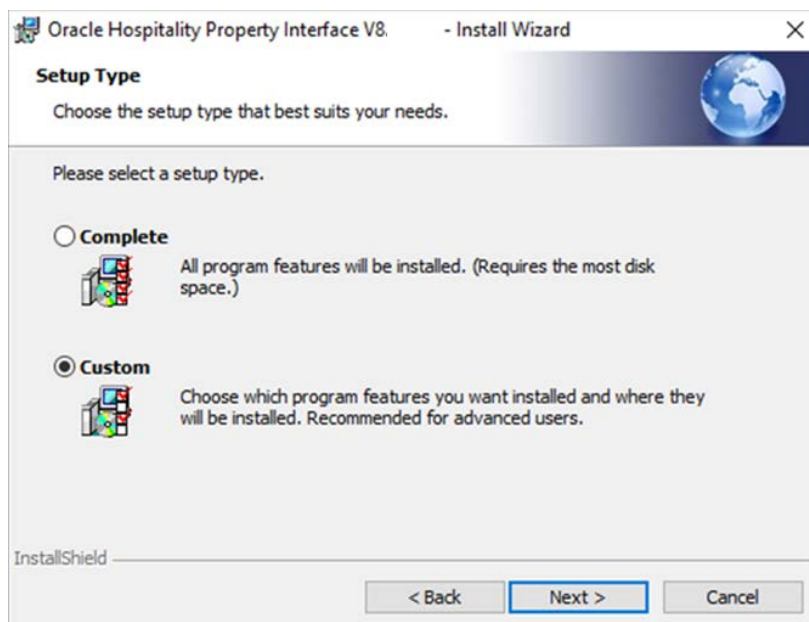 Oracle Hospitality Property Interface V8. - Install Wizard
Setup Type
Choose the setup type that best suits your needs.
Please select a setup type.
Complete
All program features will be installed. (Requires the most disk
space.)
Custom
Choose which program features you want installed and where they
will be installed. Recommended for advanced users.
InstallShield
< Back
Next >
Cancel